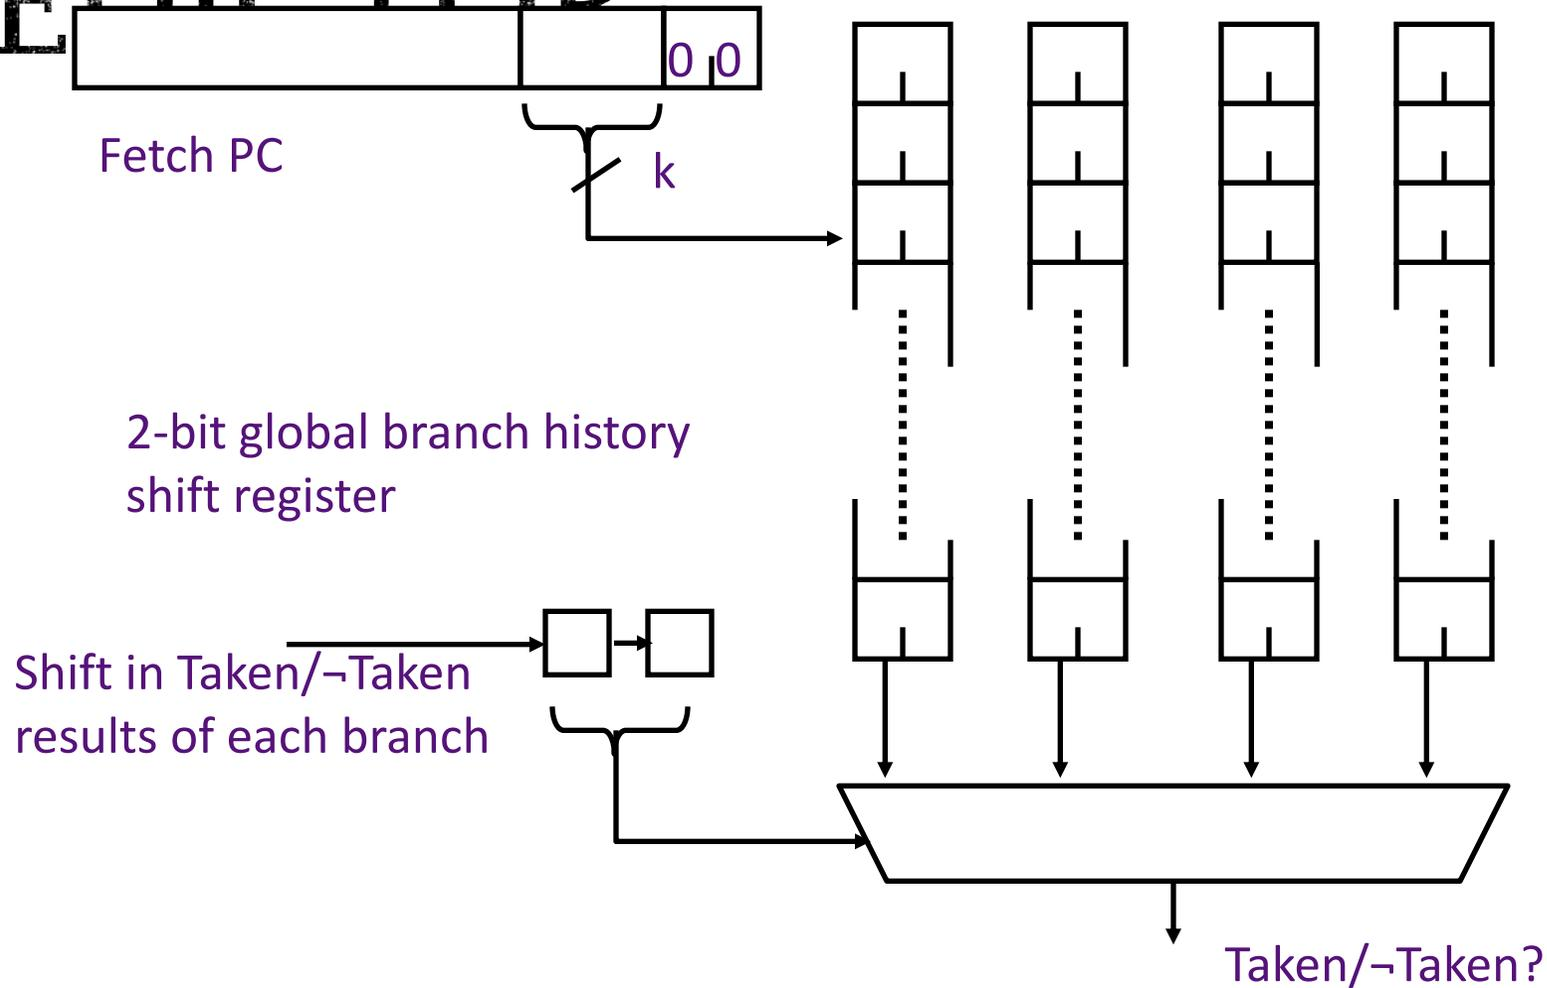 0 0
Fetch PC
k
2-bit global branch history
shift register
Shift in Taken/¬Taken
results of each branch
Taken/¬Taken?